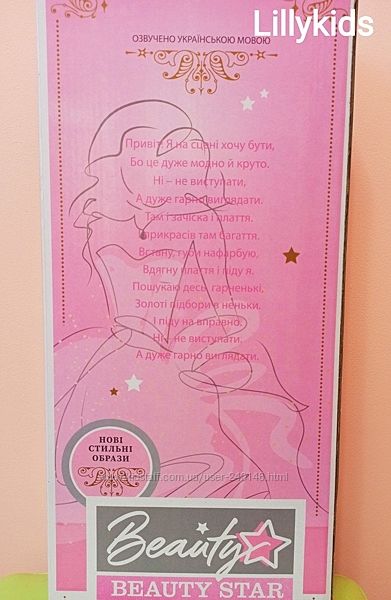 Lillykids
ОЗВУЧЕНО УКРАЇНСЬКОЮ МОВОЮ
Привіт! Я на сцені хочу бути,
Бо це дуже модно й круто.
Ні – не виступати,
А дуже гарно виглядати.
Там і зачіска і плаття.
І прикрасів там багаття.
Встану, губи нафарбую,
Вдягну плаття і піду я.
Пошукаю десь, гарненькі,
Золоті відбори в неньки.
І піду на вправно.
Ні – не виступати.
А дуже гарно виглядати.
НОВІ
СТИЛЬНІ
ОБРАЗИ
Beauty
BEAUTY STAR